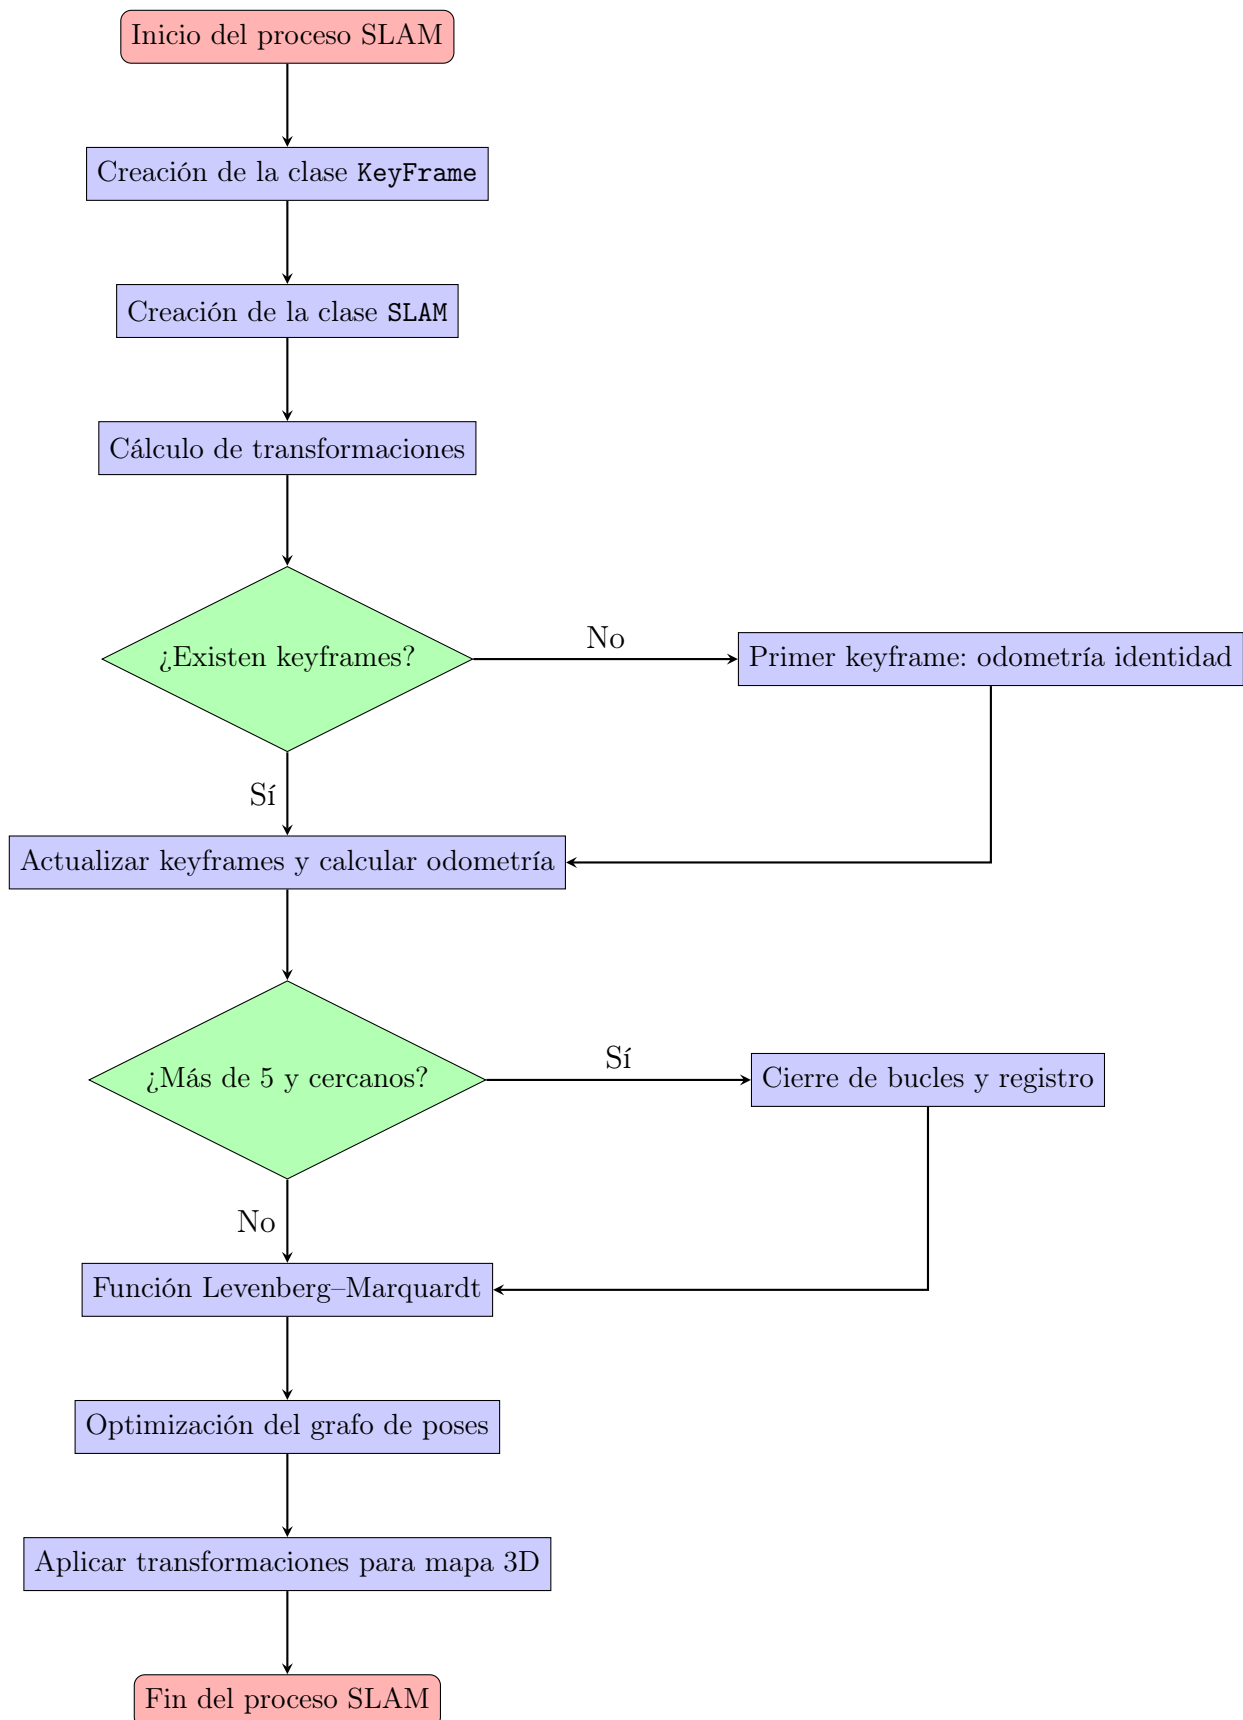 Inicio del proceso SLAM
Creación de la clase KeyFrame
Creación de la clase SLAM
Cálculo de transformaciones
¿Existen keyframes?
No
Primer keyframe: odometría identidad
Sí
Actualizar keyframes y calcular odometría
¿Más de 5 y cercanos?
Sí
Cierre de bucles y registro
No
Función Levenberg–Marquardt
Optimización del grafo de poses
Aplicar transformaciones para mapa 3D
Fin del proceso SLAM